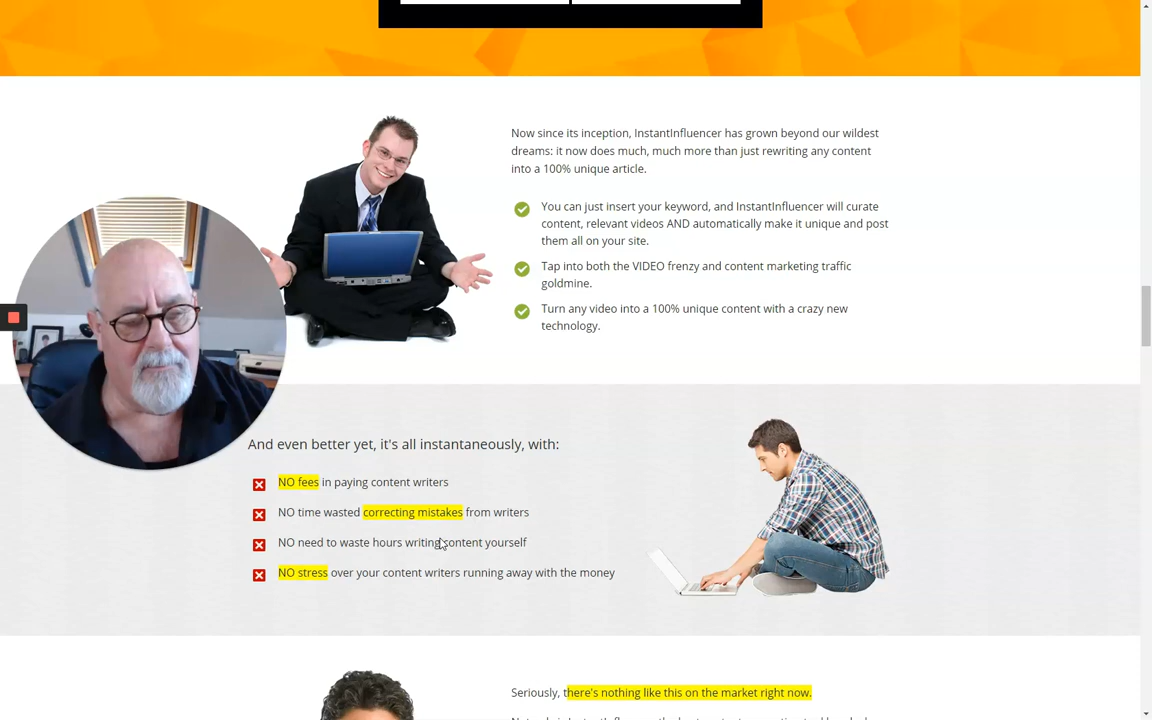 Now since its inception, InstantInfluencer has grown beyond our wildest
dreams: it now does much, much more than just rewriting any content
into a 100% unique article.
You can just insert your keyword, and InstantInfluencer will curate
content, relevant videos AND automatically make it unique and post
them all on your site.
Tap into both the VIDEO frenzy and content marketing traffic
goldmine.
Turn any video into a 100% unique content with a crazy new
technology.
And even better yet, it's all instantaneously, with:
NO fees in paying content writers
NO time wasted correcting mistakes from writers
NO need to waste hours writing content yourself
NO stress over your content writers running away with the money
Seriously, there's nothing like this on the market right now.